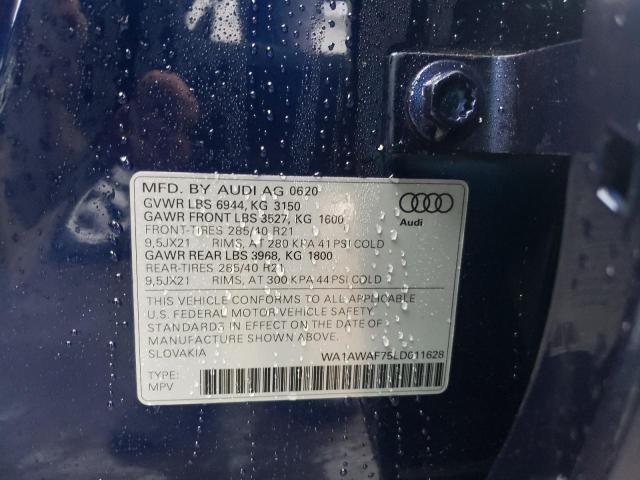 MFD. BY AUDI AG 0620
GVWR LBS 6944, KG 3150
GAWR FRONT LBS 3527, KG 1600
FRONT-TIRES 285/40 R21
9,5JX21 RIMS, AT 280 KPA 41 PSI COLD
GAWR REAR LBS 3968, KG 1800
REAR-TIRES 285/40 R21
9,5JX21 RIMS, AT 300 KPA 44 PSI COLD
Audi
THIS VEHICLE CONFORMS TO ALL APPLICABLE
U.S. FEDERAL MOTOR VEHICLE SAFETY
STANDARDS IN EFFECT ON THE DATE OF
MANUFACTURE SHOWN ABOVE.
SLOVAKIA WA1AWAF75LD011628
TYPE:
MPV